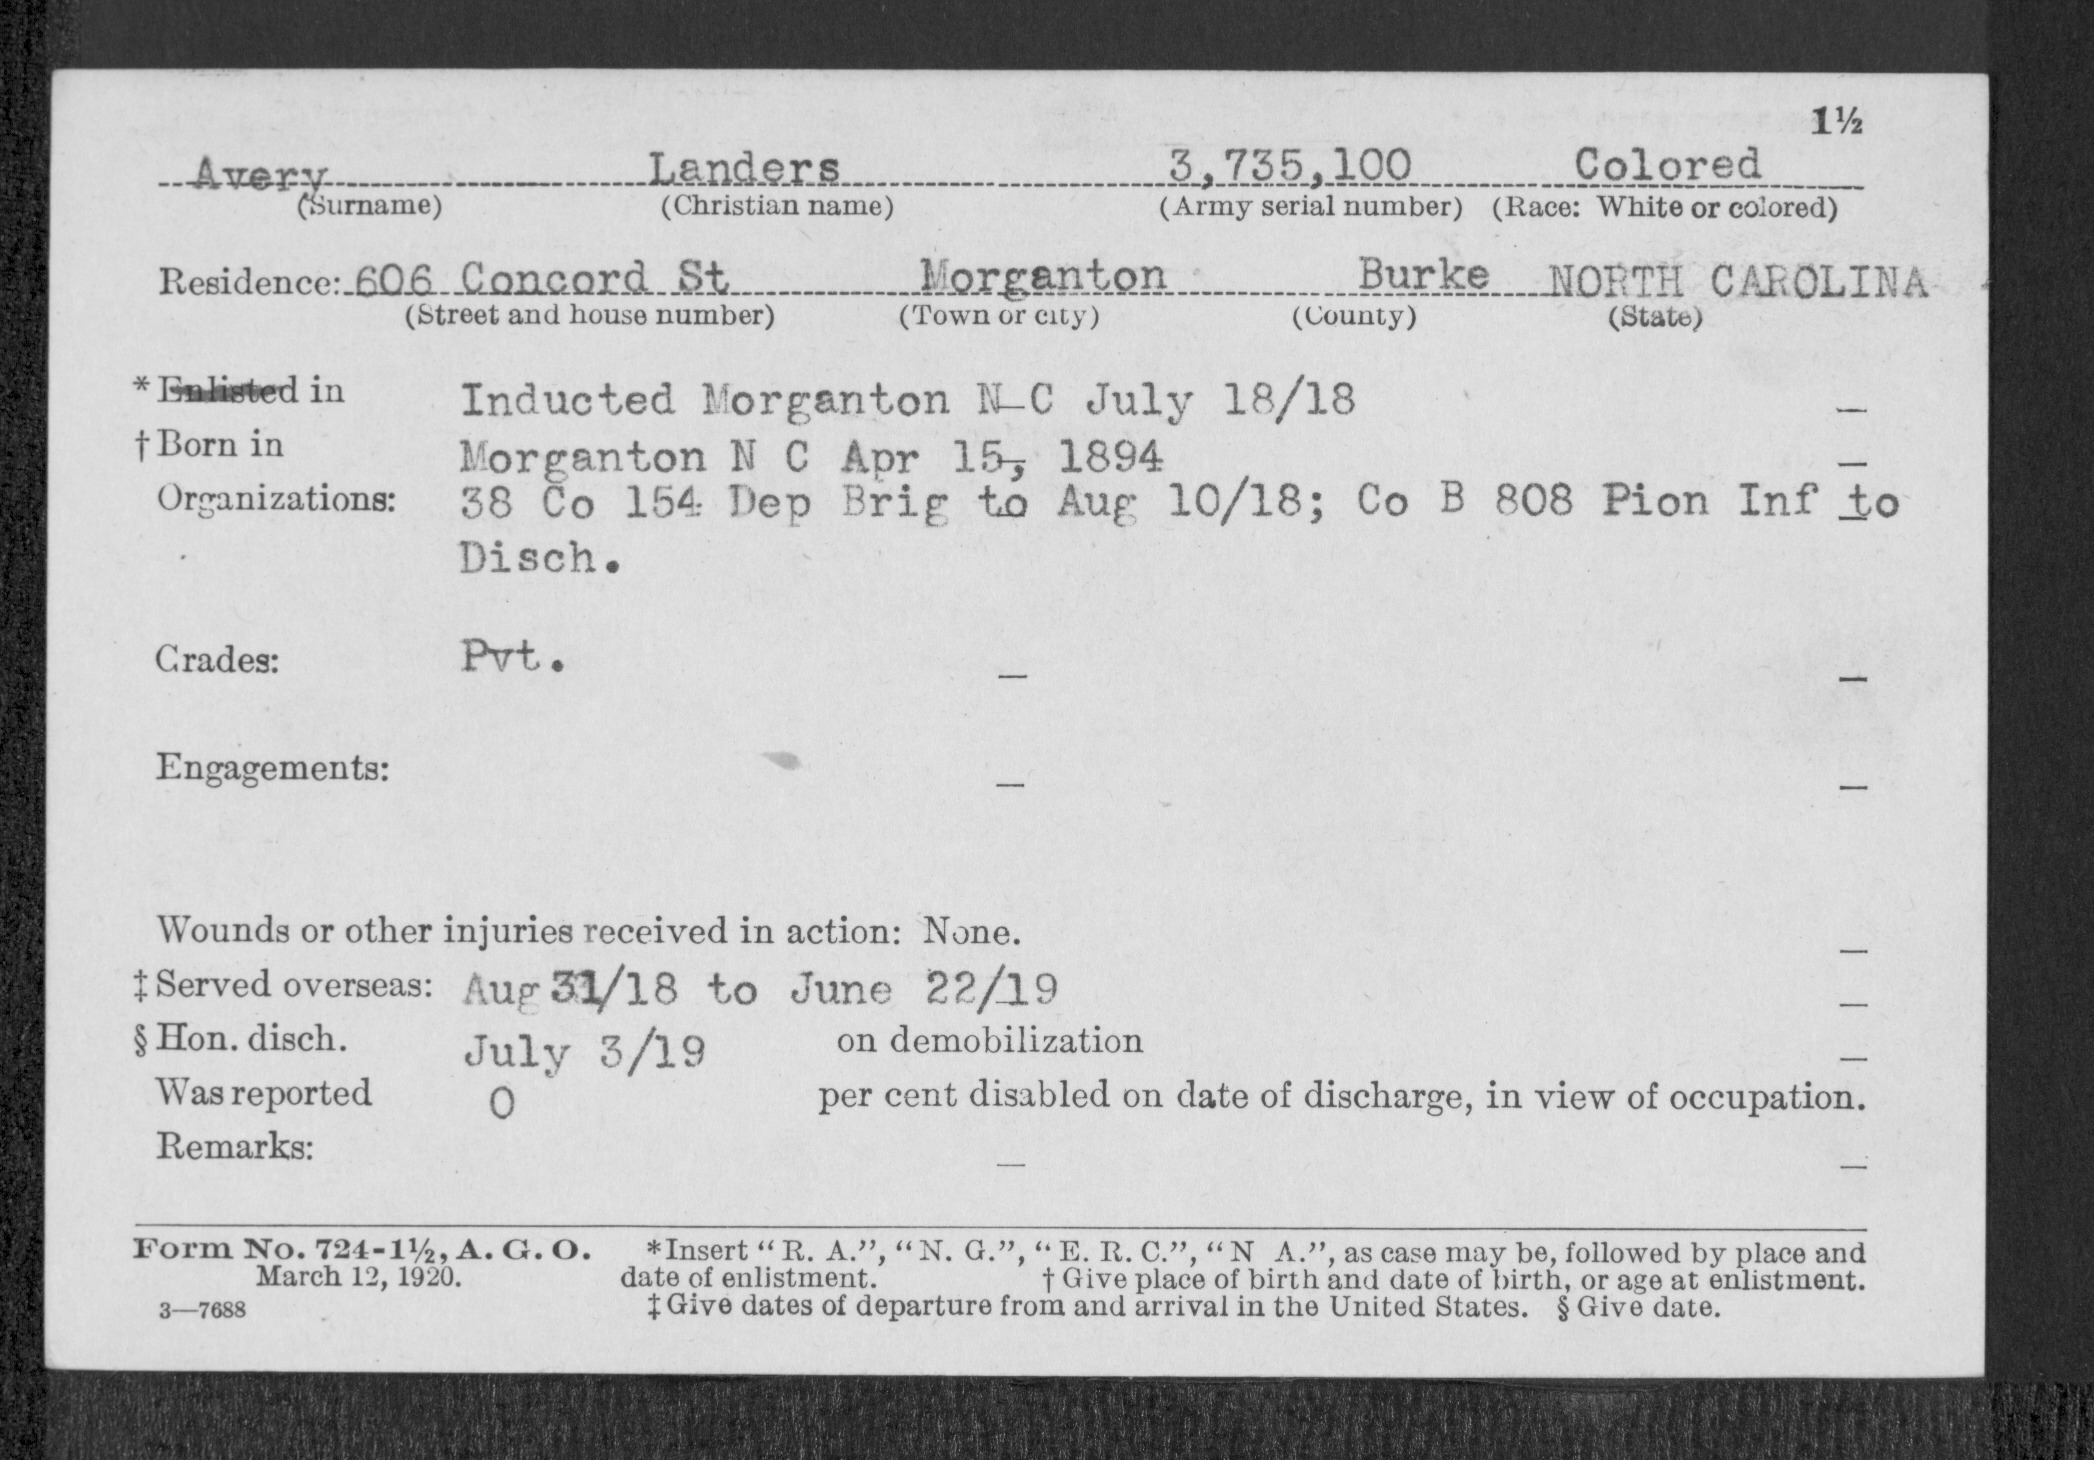 1½
Avery Landers 3,735,100 Colored
(Surname) (Christian name) (Army serial number) (Race: White or colored)
Residence: 606 Concord St Morganton Burke NORTH CAROLINA
(Street and house number) (Town or city) (County) (State)
* Enlisted in Inducted Morganton N C July 18/18
† Born in Morganton N C Apr 15, 1894
Organizations: 38 Co 154 Dep Brig to Aug 10/18; Co B 808 Pion Inf to
Disch.
Grades: Pvt.
Engagements:
Wounds or other injuries received in action: None.
‡ Served overseas: Aug 31/18 to June 22/19
§ Hon. disch. July 3/19 on demobilization
Was reported 0 per cent disabled on date of discharge, in view of occupation.
Remarks:
Form No. 724-1½, A. G. O. *Insert "R. A.", "N. G.", "E. R. C.", "N A.", as case may be, followed by place and
March 12, 1920. date of enlistment. † Give place of birth and date of birth, or age at enlistment.
3—7688 ‡ Give dates of departure from and arrival in the United States. § Give date.